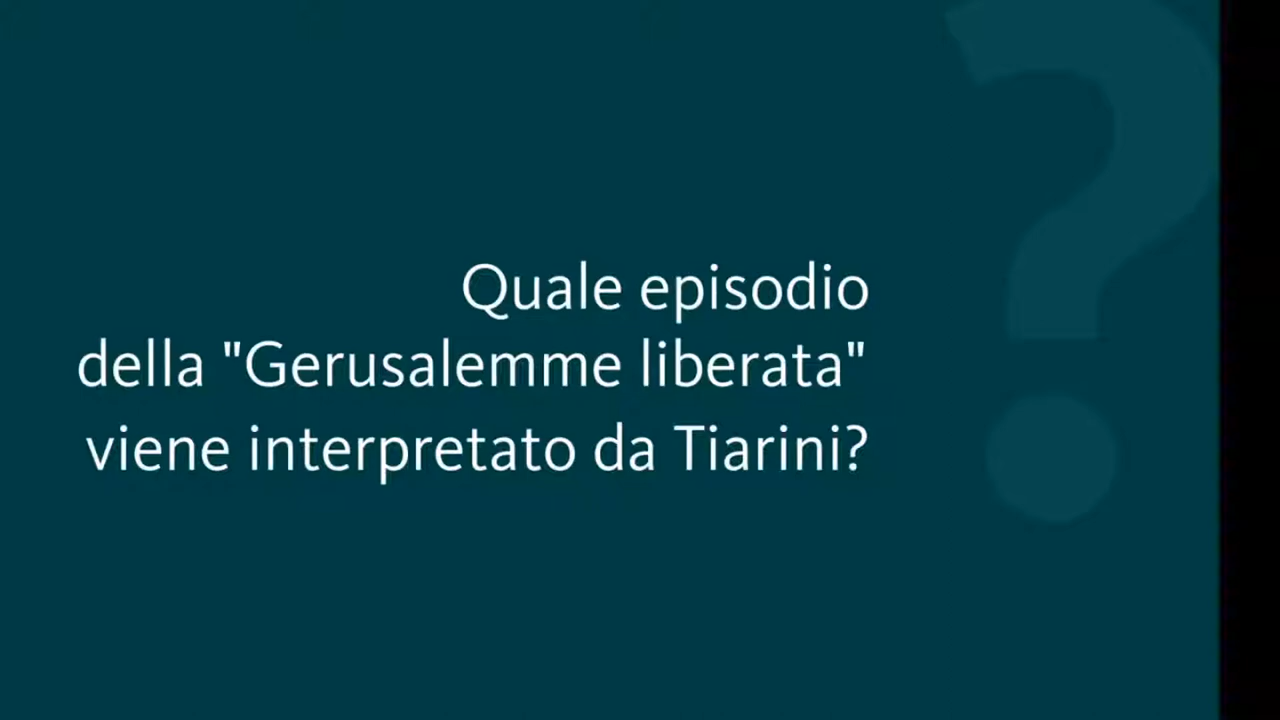 Quale episodio
della "Gerusalemme liberata"
viene interpretato da Tiarini?